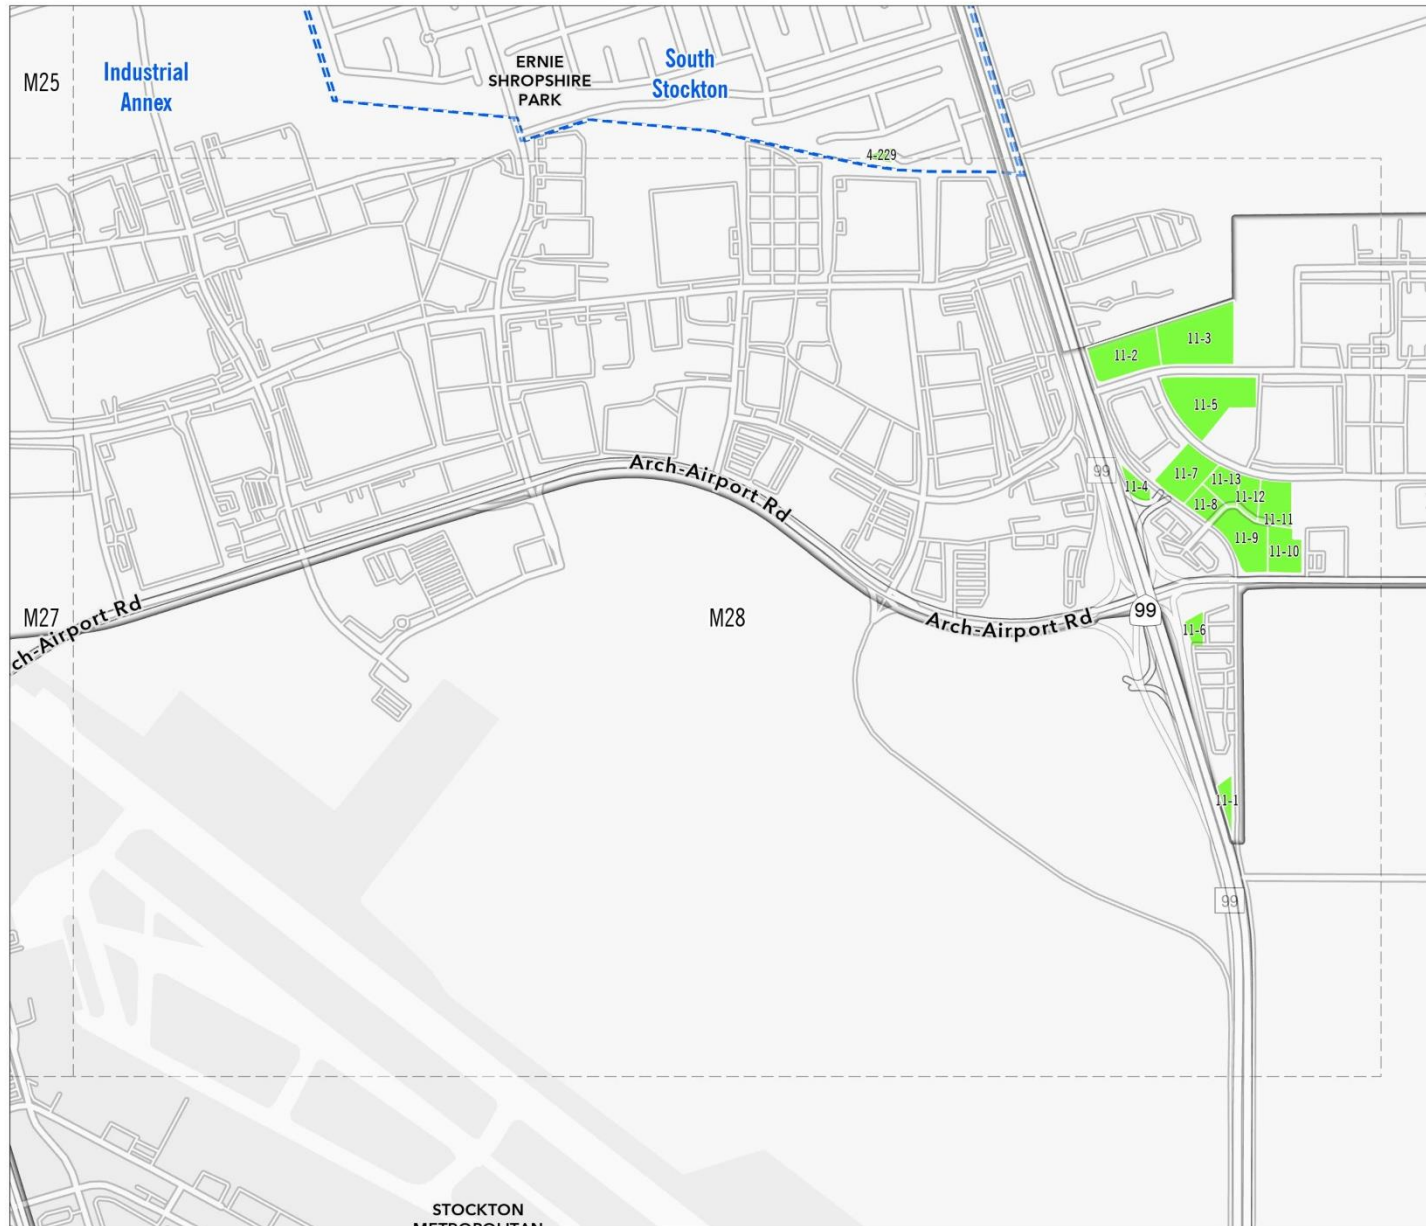 M25
Industrial
Annex
ERNIE
SHROPSHIRE
PARK
South
Stockton
4-229
11-2
11-3
11-5
99
11-4
11-7
11-13
11-8
11-12
11-11
11-9
11-10
Arch-Airport Rd
M27
ch-Airport Rd
M28
Arch-Airport Rd
99
11-6
11-1
99
STOCKTON
METROPOLITAN